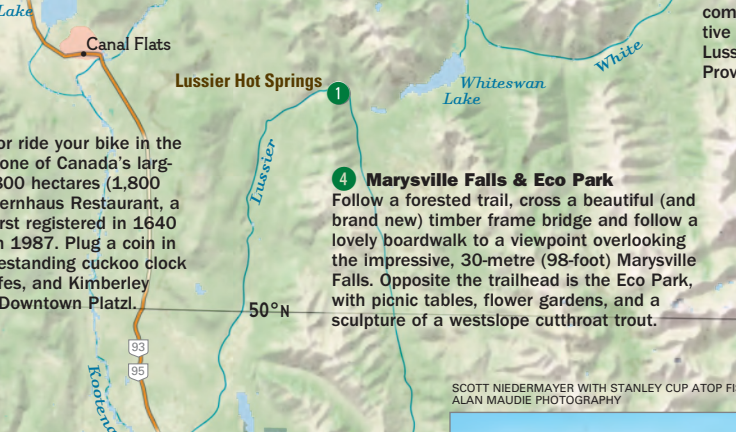 Lake
com
tive
Luss
Prov
Canal Flats
White
Lussier Hot Springs
1
Whiteswan
Lake
Lussier
or ride your bike in the
one of Canada's larg-
800 hectares (1,800
ernhaus Restaurant, a
rst registered in 1640
n 1987. Plug a coin in
estanding cuckoo clock
fes, and Kimberley
Downtown Platzl.
4 Marysville Falls & Eco Park
Follow a forested trail, cross a beautiful (and
brand new) timber frame bridge and follow a
lovely boardwalk to a viewpoint overlooking
the impressive, 30-metre (98-foot) Marysville
Falls. Opposite the trailhead is the Eco Park,
with picnic tables, flower gardens, and a
sculpture of a westslope cutthroat trout.
50°N
93
95
Kooten
SCOTT NIEDERMAYER WITH STANLEY CUP ATOP FI
ALAN MAUDIE PHOTOGRAPHY